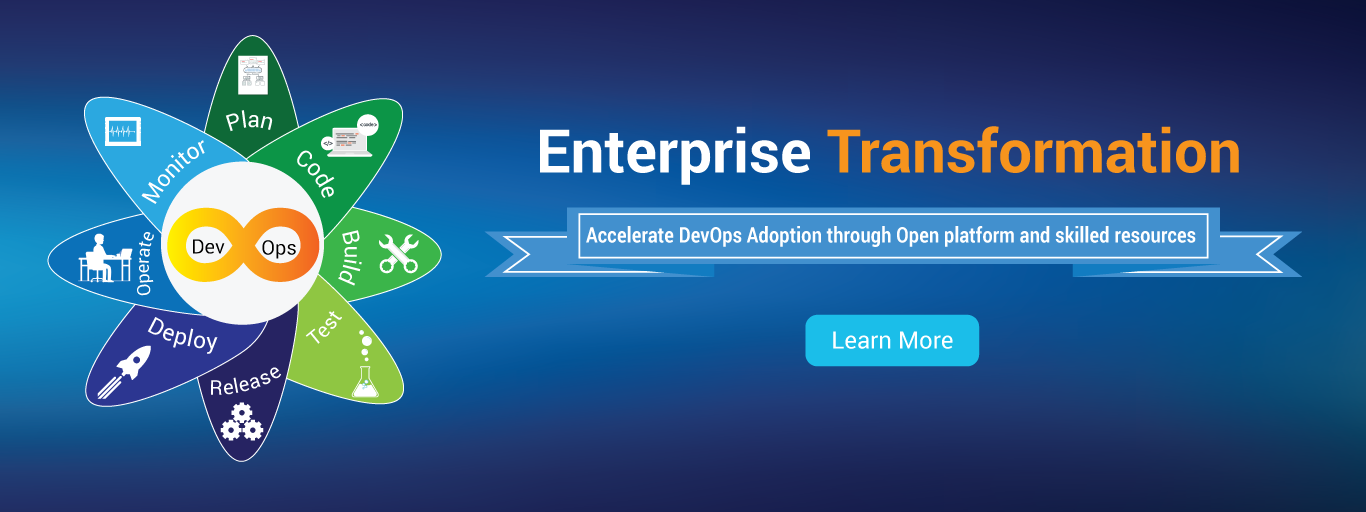 Plan
Code
Build
Test
Release
Deploy
Operate
Monitor
Dev
Ops
<code>
</>
Enterprise Transformation
Accelerate DevOps Adoption through Open platform and skilled resources
Learn More